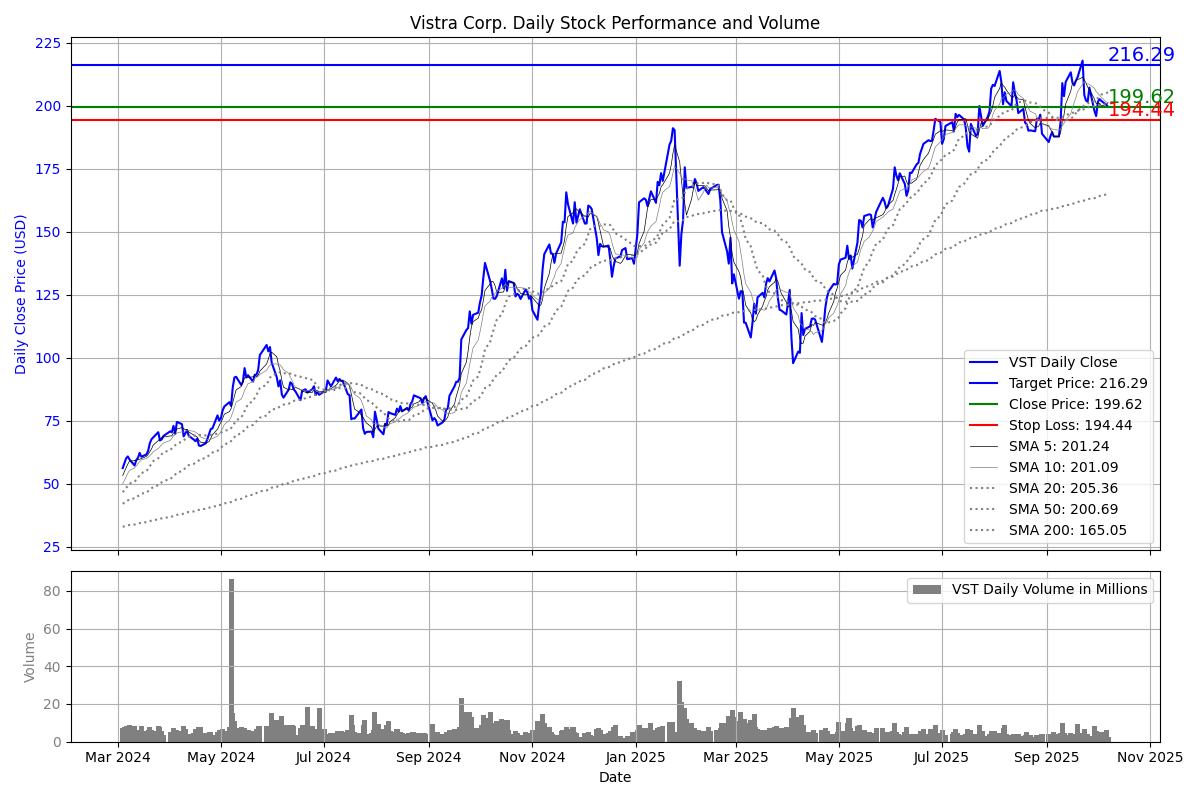 Vistra Corp. Daily Stock Performance and Volume
225
200
175
150
125
100
75
50
25
Daily Close Price (USD)
216.29
199.62
194.44
VST Daily Close
Target Price: 216.29
Close Price: 199.62
Stop Loss: 194.44
SMA 5: 201.24
SMA 10: 201.09
SMA 20: 205.36
SMA 50: 200.69
SMA 200: 165.05
80
60
40
20
0
Volume
VST Daily Volume in Millions
Mar 2024 May 2024 Jul 2024 Sep 2024 Nov 2024 Jan 2025 Mar 2025 May 2025 Jul 2025 Sep 2025 Nov 2025
Date